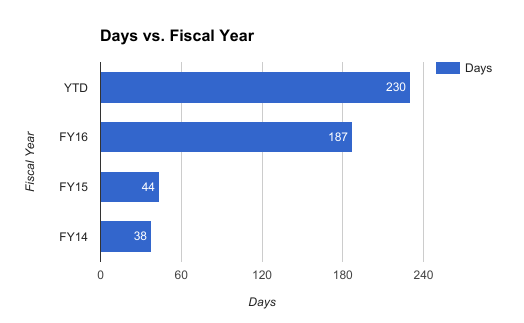 Days vs. Fiscal Year
Days
Fiscal Year
YTD 230
FY16 187
FY15 44
FY14 38
0 60 120 180 240
Days